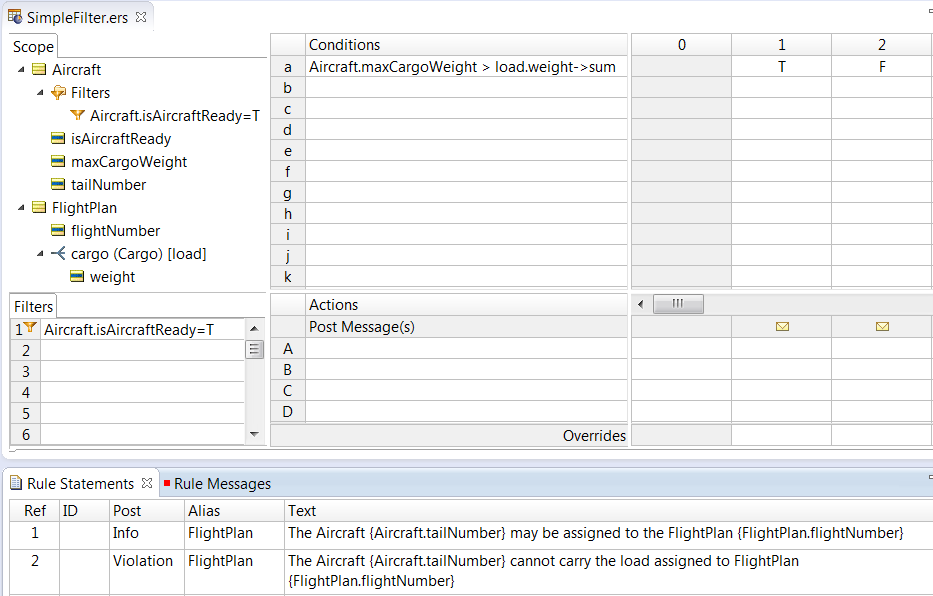 SimpleFilter.ers
Scope
Aircraft
Filters
Aircraft.isAircraftReady=T
isAircraftReady
maxCargoWeight
tailNumber
FlightPlan
flightNumber
cargo (Cargo) [load]
weight
Filters
1 Aircraft.isAircraftReady=T
2
3
4
5
6
Conditions 0 1 2
a Aircraft.maxCargoWeight > load.weight->sum T F
b
c
d
e
f
g
h
i
j
k
Actions
Post Message(s)
A
B
C
D
Overrides
Rule Statements Rule Messages
Ref ID Post Alias Text
1 Info FlightPlan The Aircraft {Aircraft.tailNumber} may be assigned to the FlightPlan {FlightPlan.flightNumber}
2 Violation FlightPlan The Aircraft {Aircraft.tailNumber} cannot carry the load assigned to FlightPlan
{FlightPlan.flightNumber}